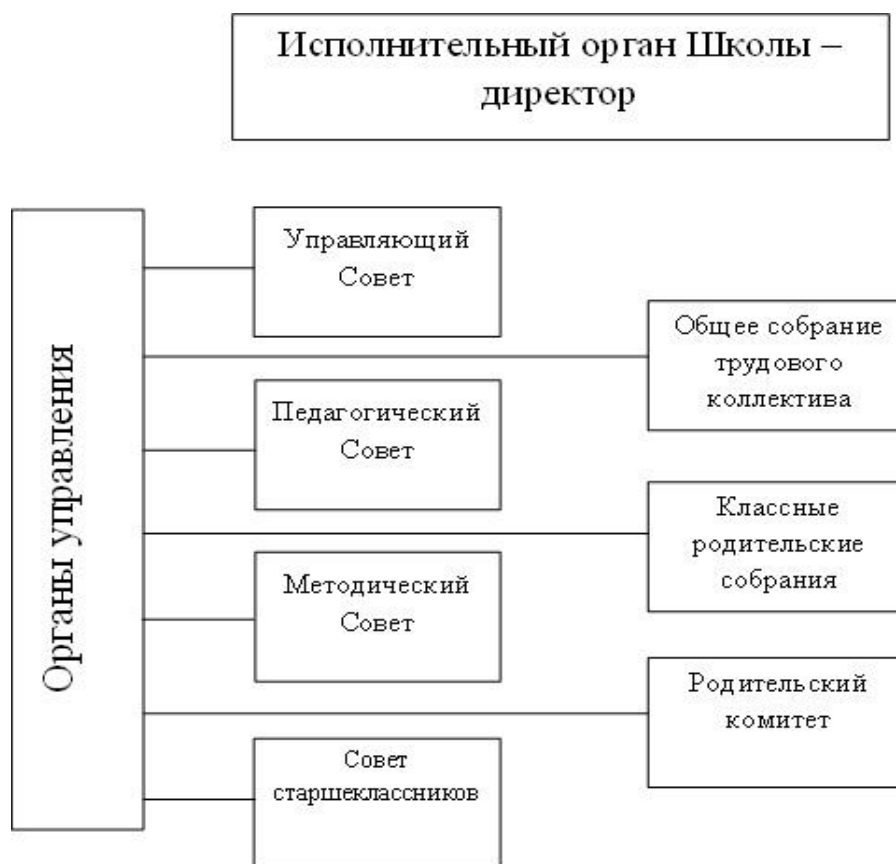 Исполнительный орган Школы –
директор
Органы управления
Управляющий
Совет
Общее собрание
трудового
коллектива
Педагогический
Совет
Классные
родительские
собрания
Методический
Совет
Родительский
комитет
Совет
старшеклассников